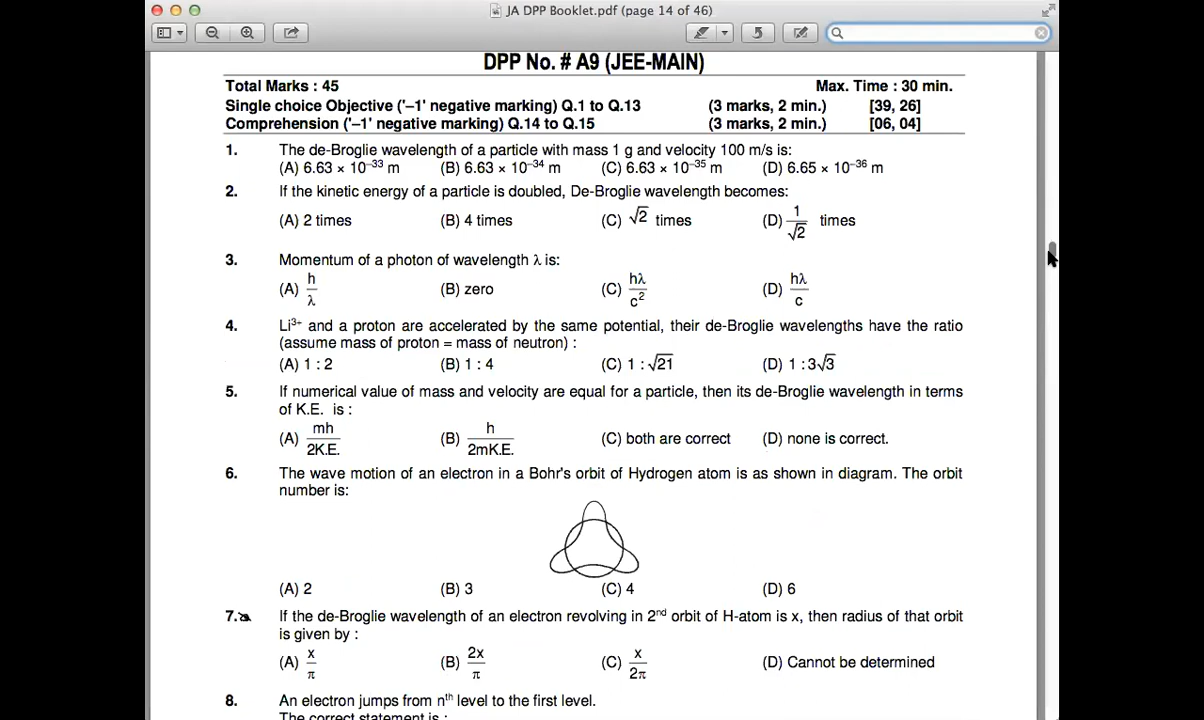 JA DPP Booklet.pdf (page 14 of 46)
DPP No. # A9 (JEE-MAIN)
Total Marks : 45 Max. Time : 30 min.
Single choice Objective ('–1' negative marking) Q.1 to Q.13 (3 marks, 2 min.) [39, 26]
Comprehension ('–1' negative marking) Q.14 to Q.15 (3 marks, 2 min.) [06, 04]
1. The de-Broglie wavelength of a particle with mass 1 g and velocity 100 m/s is:
(A) 6.63 × 10⁻³³ m (B) 6.63 × 10⁻³⁴ m (C) 6.63 × 10⁻³⁵ m (D) 6.65 × 10⁻³⁶ m
2. If the kinetic energy of a particle is doubled, De-Broglie wavelength becomes:
(A) 2 times (B) 4 times (C) √2 times (D) 1/√2 times
3. Momentum of a photon of wavelength λ is:
(A) h/λ (B) zero (C) hλ/c² (D) hλ/c
4. Li³⁺ and a proton are accelerated by the same potential, their de-Broglie wavelengths have the ratio
(assume mass of proton = mass of neutron) :
(A) 1 : 2 (B) 1 : 4 (C) 1 : √21 (D) 1 : 3√3
5. If numerical value of mass and velocity are equal for a particle, then its de-Broglie wavelength in terms
of K.E. is :
(A) mh/2K.E. (B) h/2mK.E. (C) both are correct (D) none is correct.
6. The wave motion of an electron in a Bohr's orbit of Hydrogen atom is as shown in diagram. The orbit
number is:
(A) 2 (B) 3 (C) 4 (D) 6
7. If the de-Broglie wavelength of an electron revolving in 2ⁿᵈ orbit of H-atom is x, then radius of that orbit
is given by :
(A) x/π (B) 2x/π (C) x/2π (D) Cannot be determined
8. An electron jumps from nᵗʰ level to the first level.
The correct statement is :